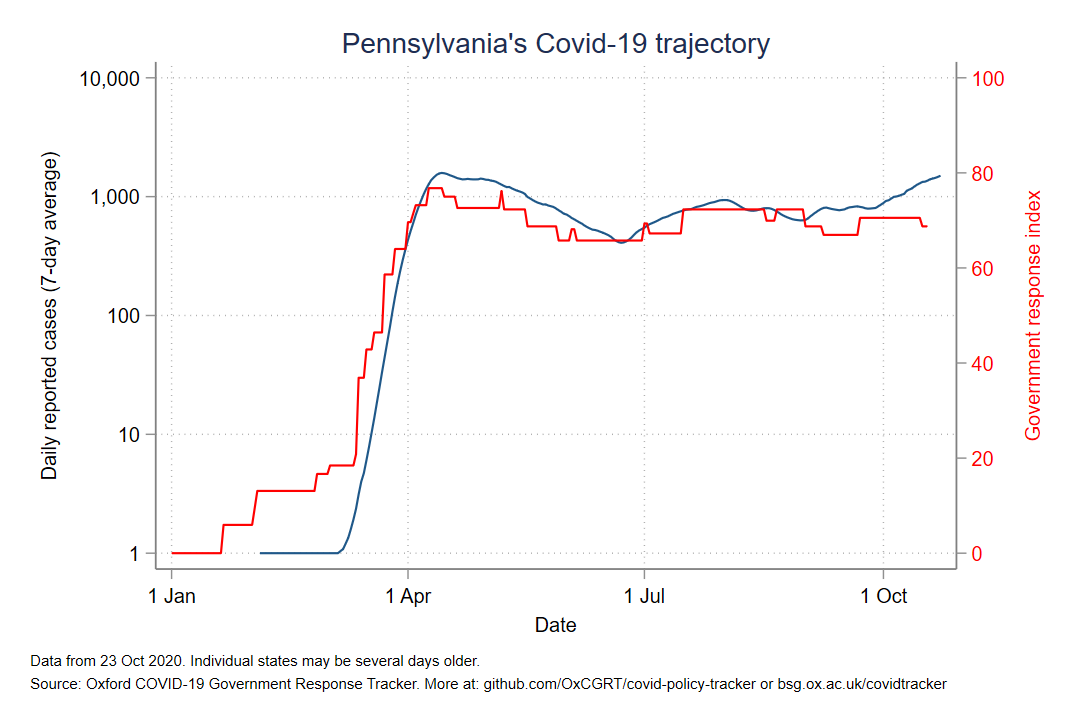 Pennsylvania's Covid-19 trajectory
10,000
1,000
100
10
1
Daily reported cases (7-day average)
100
80
60
40
20
0
Government response index
1 Jan
1 Apr
1 Jul
1 Oct
Date
Data from 23 Oct 2020. Individual states may be several days older.
Source: Oxford COVID-19 Government Response Tracker. More at: github.com/OxCGRT/covid-policy-tracker or bsg.ox.ac.uk/covidtracker